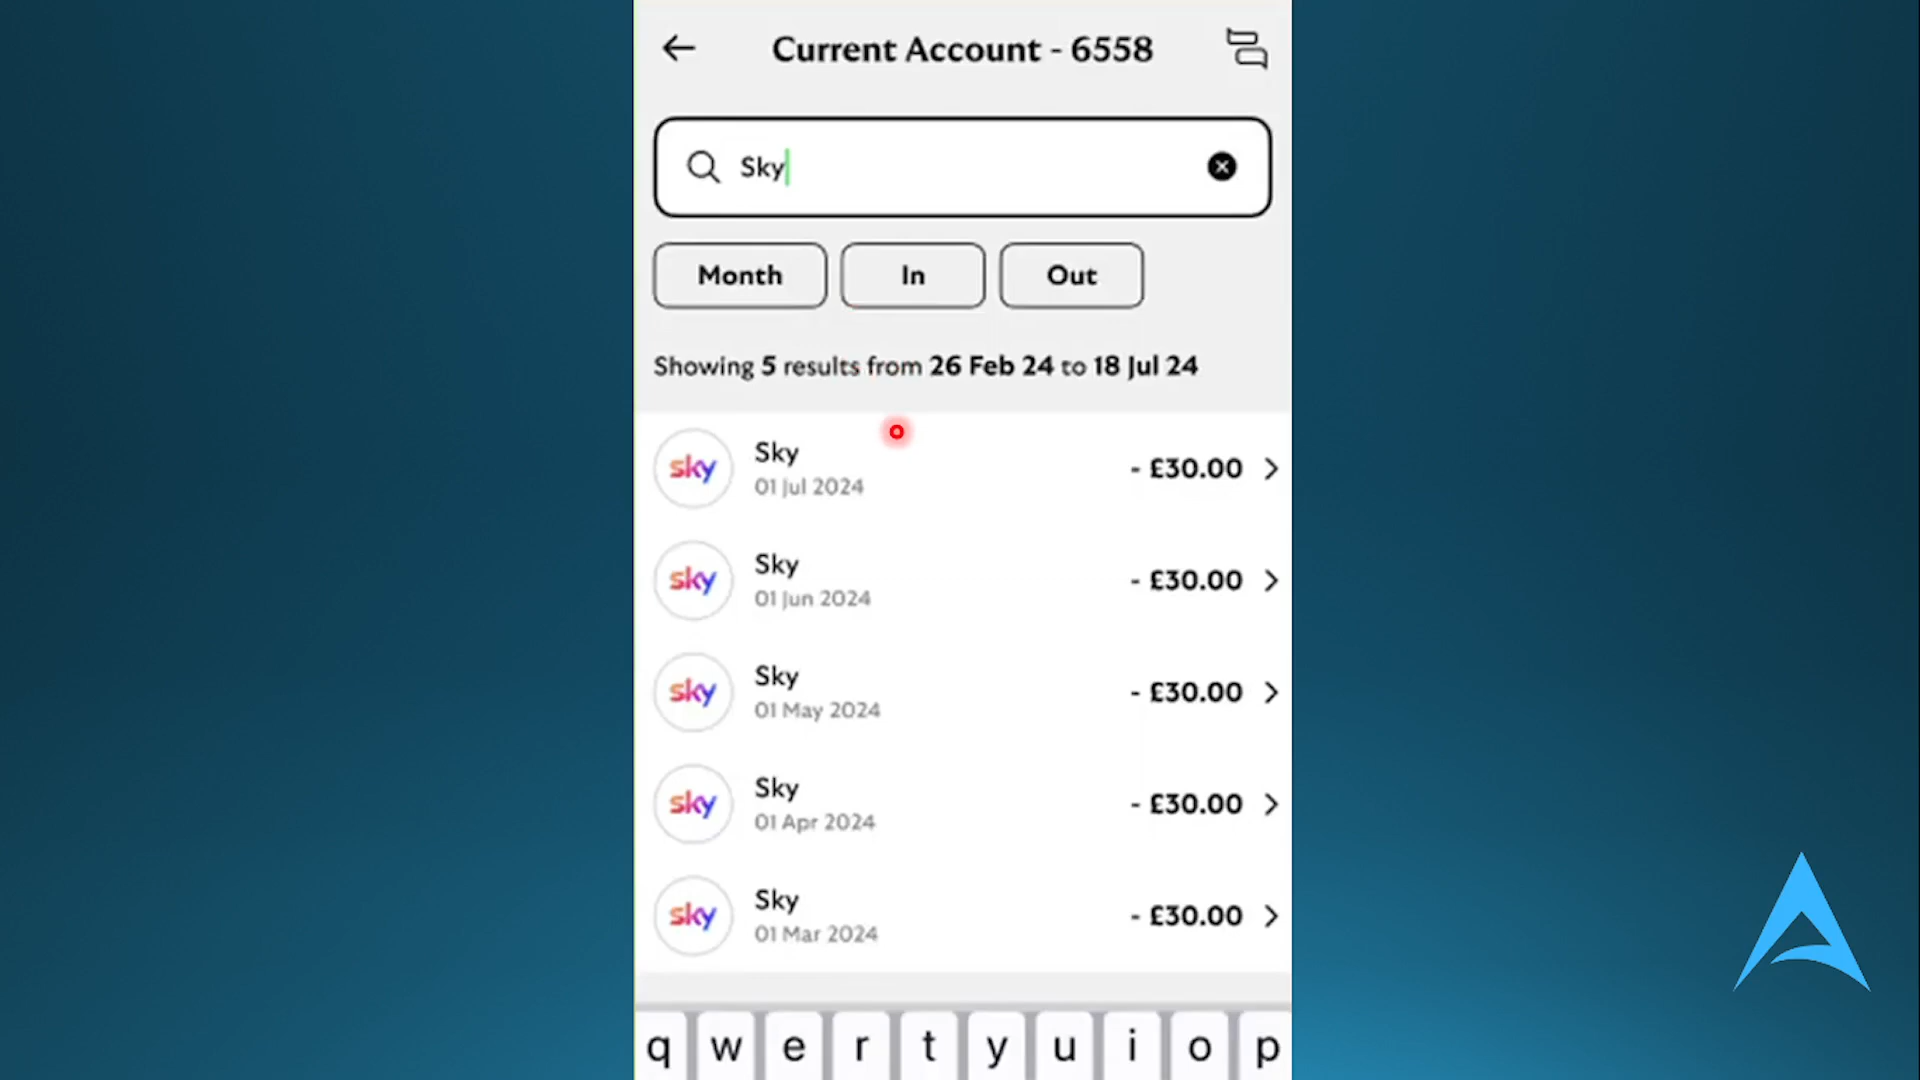 Current Account - 6558
Sky
Month In Out
Showing 5 results from 26 Feb 24 to 18 Jul 24
sky Sky - £30.00
01 Jul 2024
sky Sky - £30.00
01 Jun 2024
sky Sky - £30.00
01 May 2024
sky Sky - £30.00
01 Apr 2024
sky Sky - £30.00
01 Mar 2024
q w e r t y u i o p